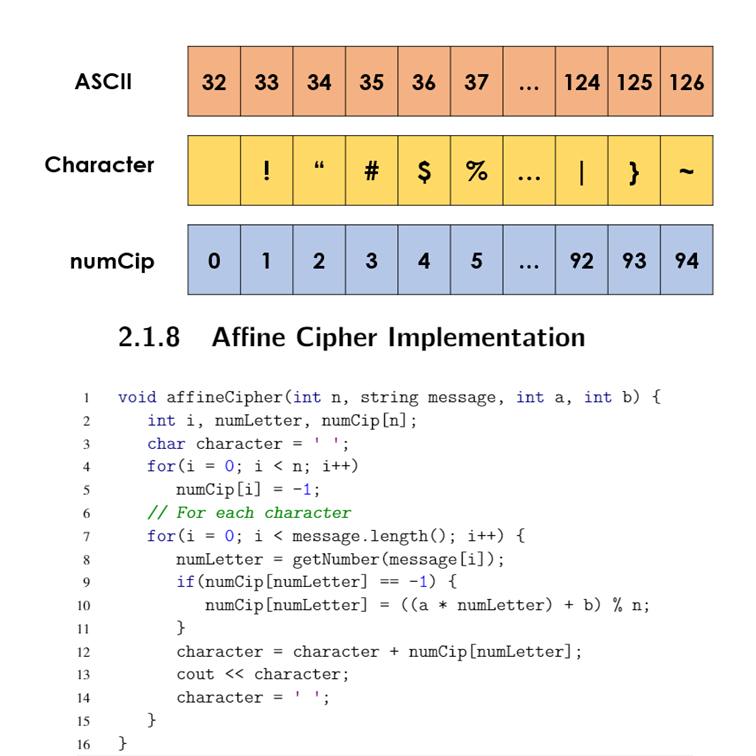 ASCII 32 33 34 35 36 37 ... 124 125 126
Character ! “ # $ % ... | } ~
numCip 0 1 2 3 4 5 ... 92 93 94
2.1.8 Affine Cipher Implementation
1 void affineCipher(int n, string message, int a, int b) {
2 int i, numLetter, numCip[n];
3 char character = ' ';
4 for(i = 0; i < n; i++)
5 numCip[i] = -1;
6 // For each character
7 for(i = 0; i < message.length(); i++) {
8 numLetter = getNumber(message[i]);
9 if(numCip[numLetter] == -1) {
10 numCip[numLetter] = ((a * numLetter) + b) % n;
11 }
12 character = character + numCip[numLetter];
13 cout << character;
14 character = ' ';
15 }
16 }